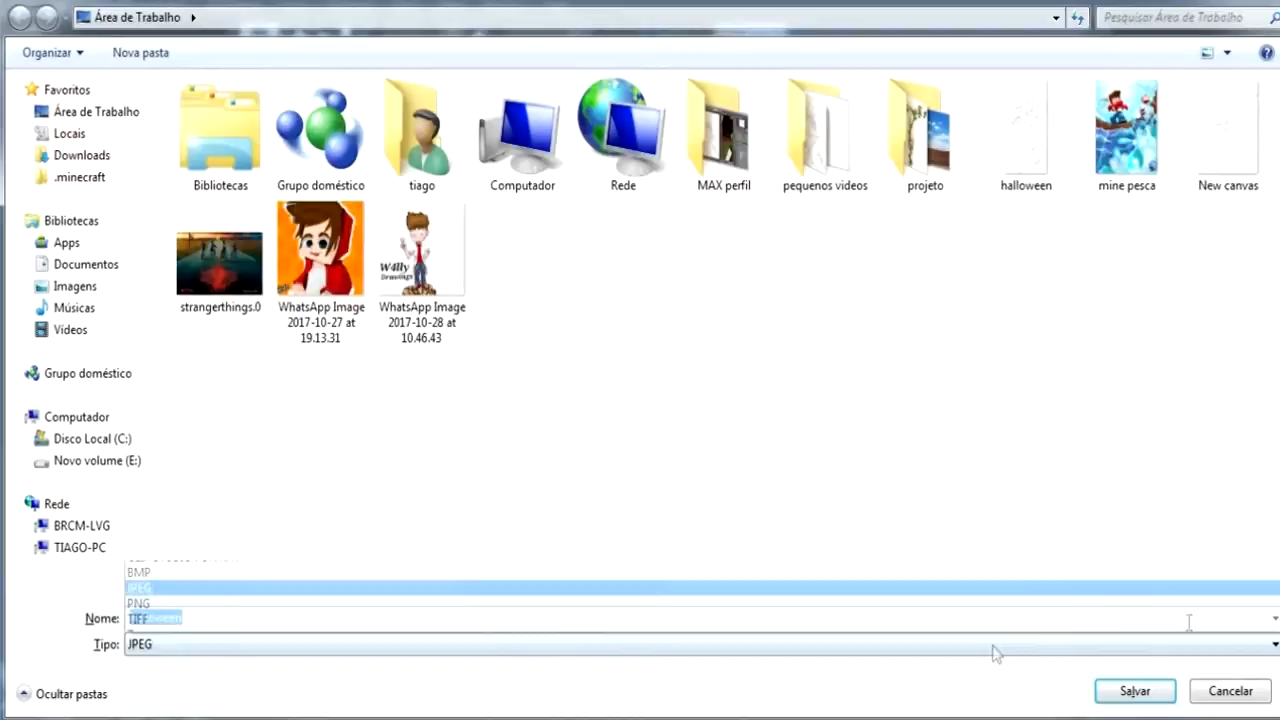 Área de Trabalho
Pesquisar Área de Trabalho
Organizar
Nova pasta
Favoritos
Área de Trabalho
Locais
Downloads
.minecraft
Bibliotecas
Apps
Documentos
Imagens
Músicas
Vídeos
Grupo doméstico
Computador
Disco Local (C:)
Novo volume (E:)
Rede
BRCM-LVG
TIAGO-PC
Bibliotecas
Grupo doméstico
tiago
Computador
Rede
MAX perfil
pequenos videos
projeto
halloween
mine pesca
New canvas
W4lly
Drawings
strangerthings.0
WhatsApp Image
2017-10-27 at
19.13.31
WhatsApp Image
2017-10-28 at
10.46.43
BMP
JPEG
PNG
TIFF
Nome:
Tipo: JPEG
Ocultar pastas
Salvar
Cancelar